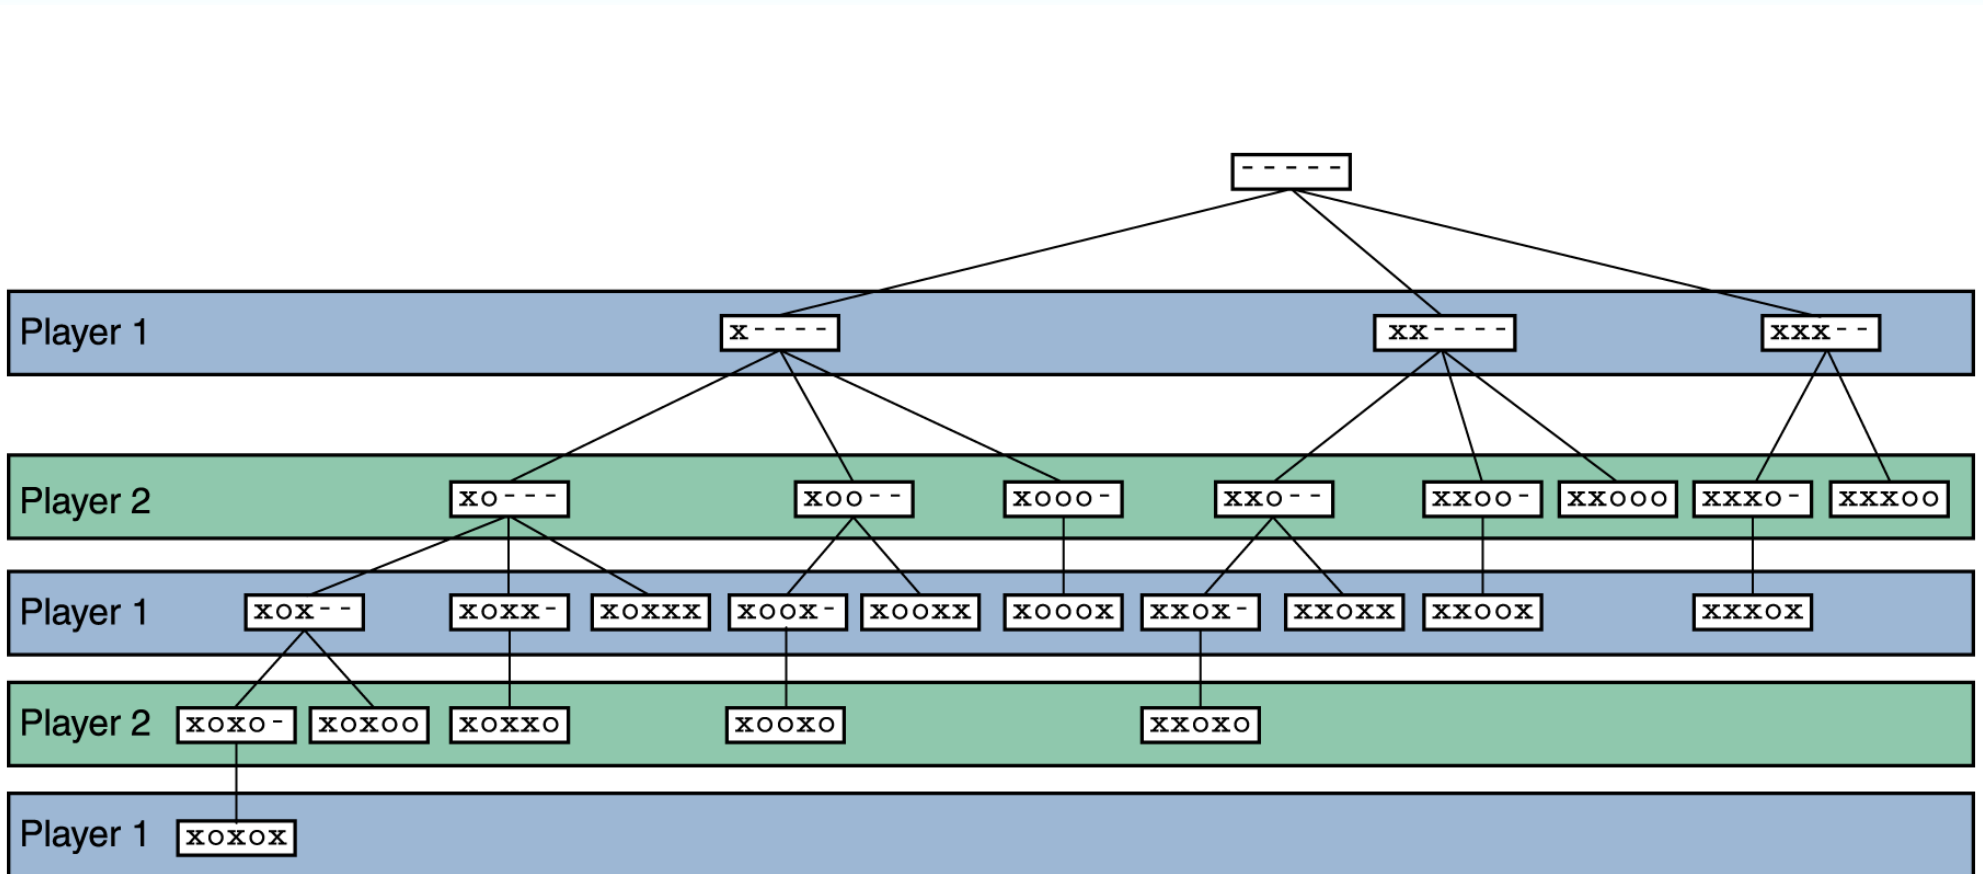 -----
Player 1 x---- xx---- xxx--
Player 2 xo--- xoo-- xooo- xxo-- xxoo- xxooo xxxo- xxxoo
Player 1 xox-- xoxx- xoxxx xoox- xooxx xooox xxox- xxoxx xxoox xxxox
Player 2 xoxo- xoxoo xoxxo xooxo xxoxo
Player 1 xoxox